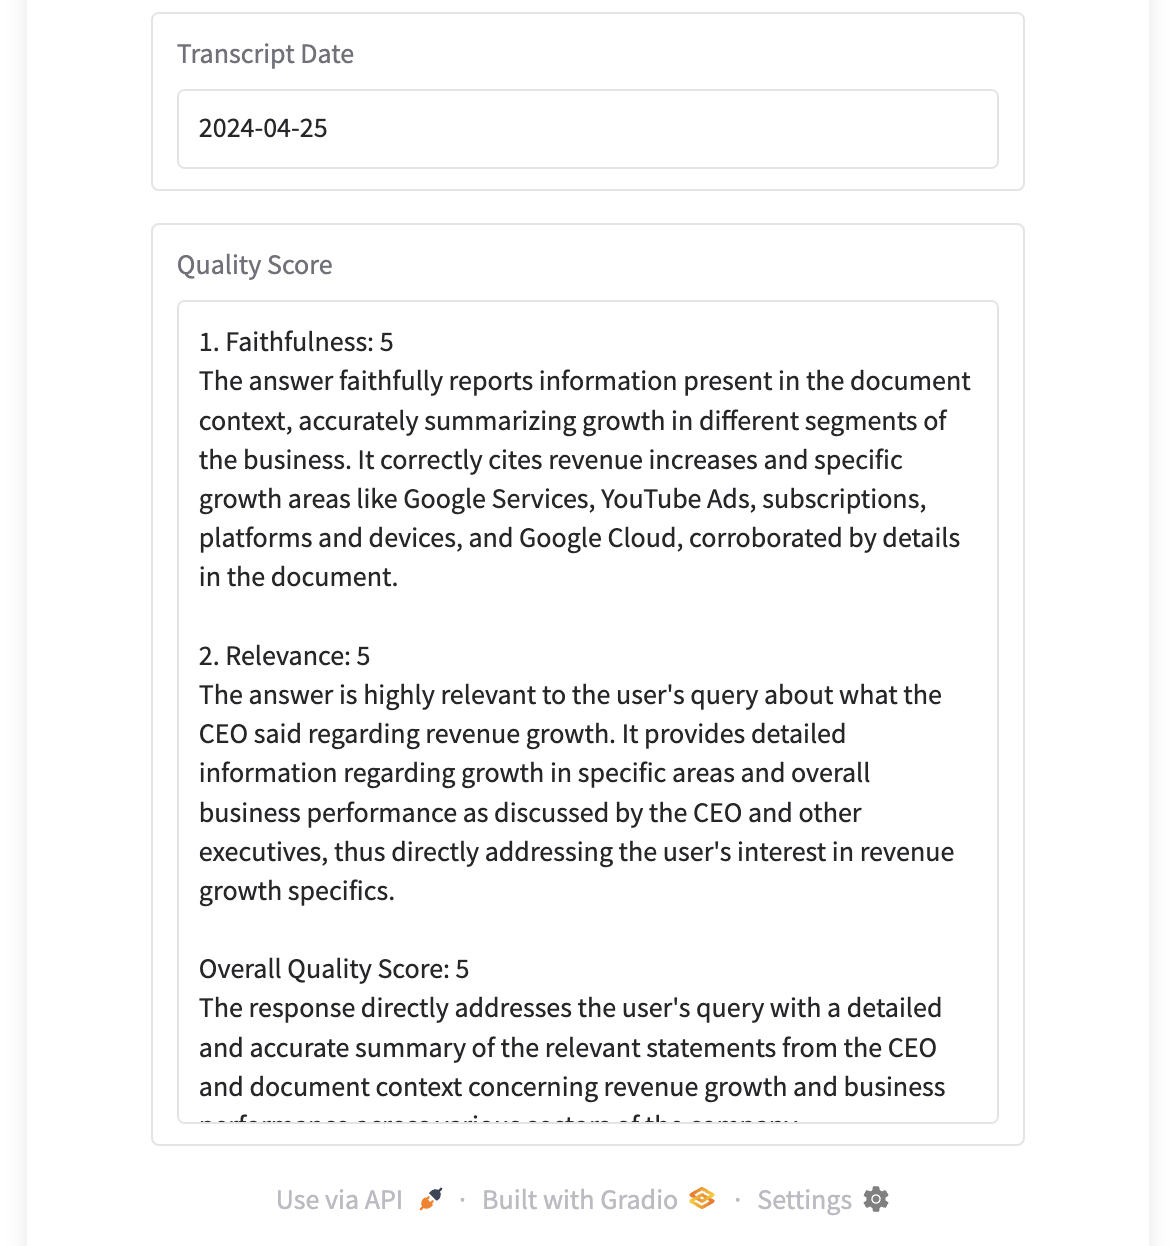 Transcript Date
2024-04-25
Quality Score
1. Faithfulness: 5
The answer faithfully reports information present in the document
context, accurately summarizing growth in different segments of
the business. It correctly cites revenue increases and specific
growth areas like Google Services, YouTube Ads, subscriptions,
platforms and devices, and Google Cloud, corroborated by details
in the document.
2. Relevance: 5
The answer is highly relevant to the user's query about what the
CEO said regarding revenue growth. It provides detailed
information regarding growth in specific areas and overall
business performance as discussed by the CEO and other
executives, thus directly addressing the user's interest in revenue
growth specifics.
Overall Quality Score: 5
The response directly addresses the user's query with a detailed
and accurate summary of the relevant statements from the CEO
and document context concerning revenue growth and business
performance across various sectors of the company.
Use via API · Built with Gradio · Settings